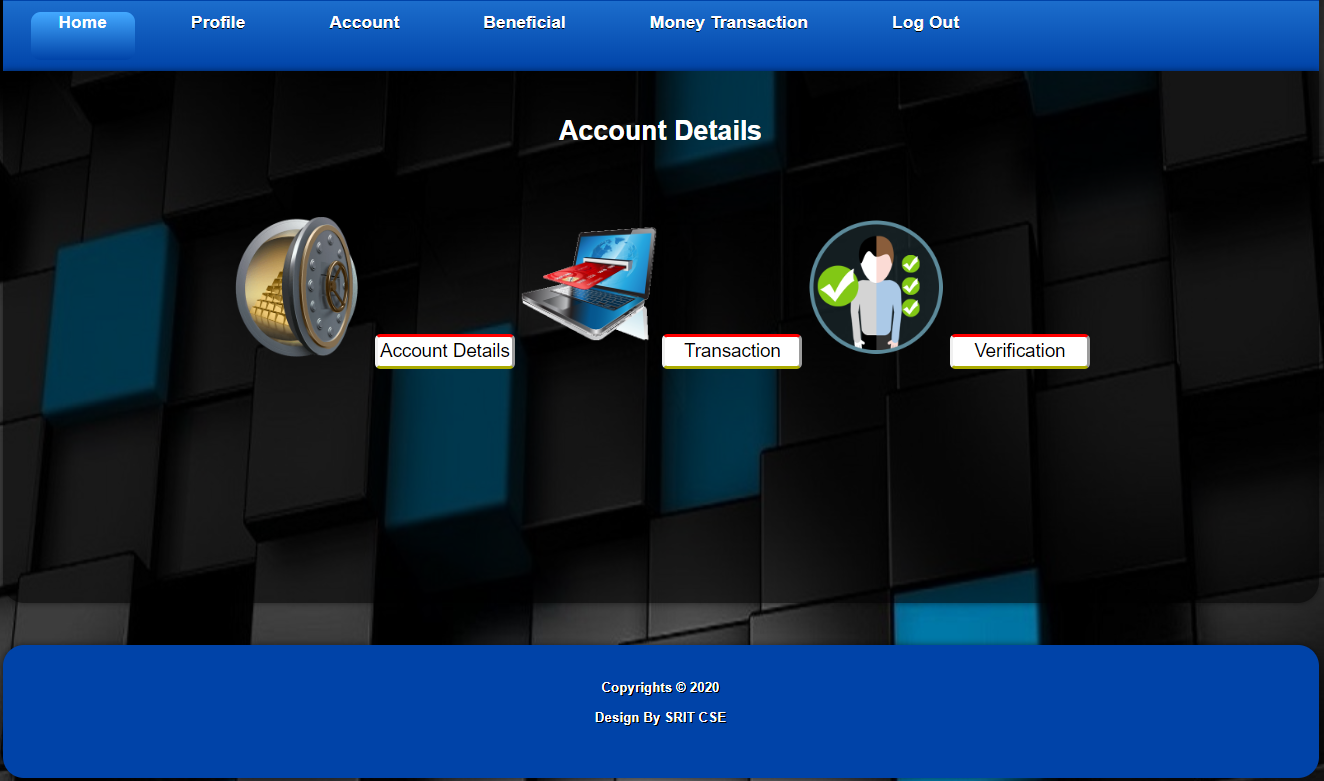 Home Profile Account Beneficial Money Transaction Log Out
Account Details
Account Details Transaction Verification
Copyrights © 2020
Design By SRIT CSE